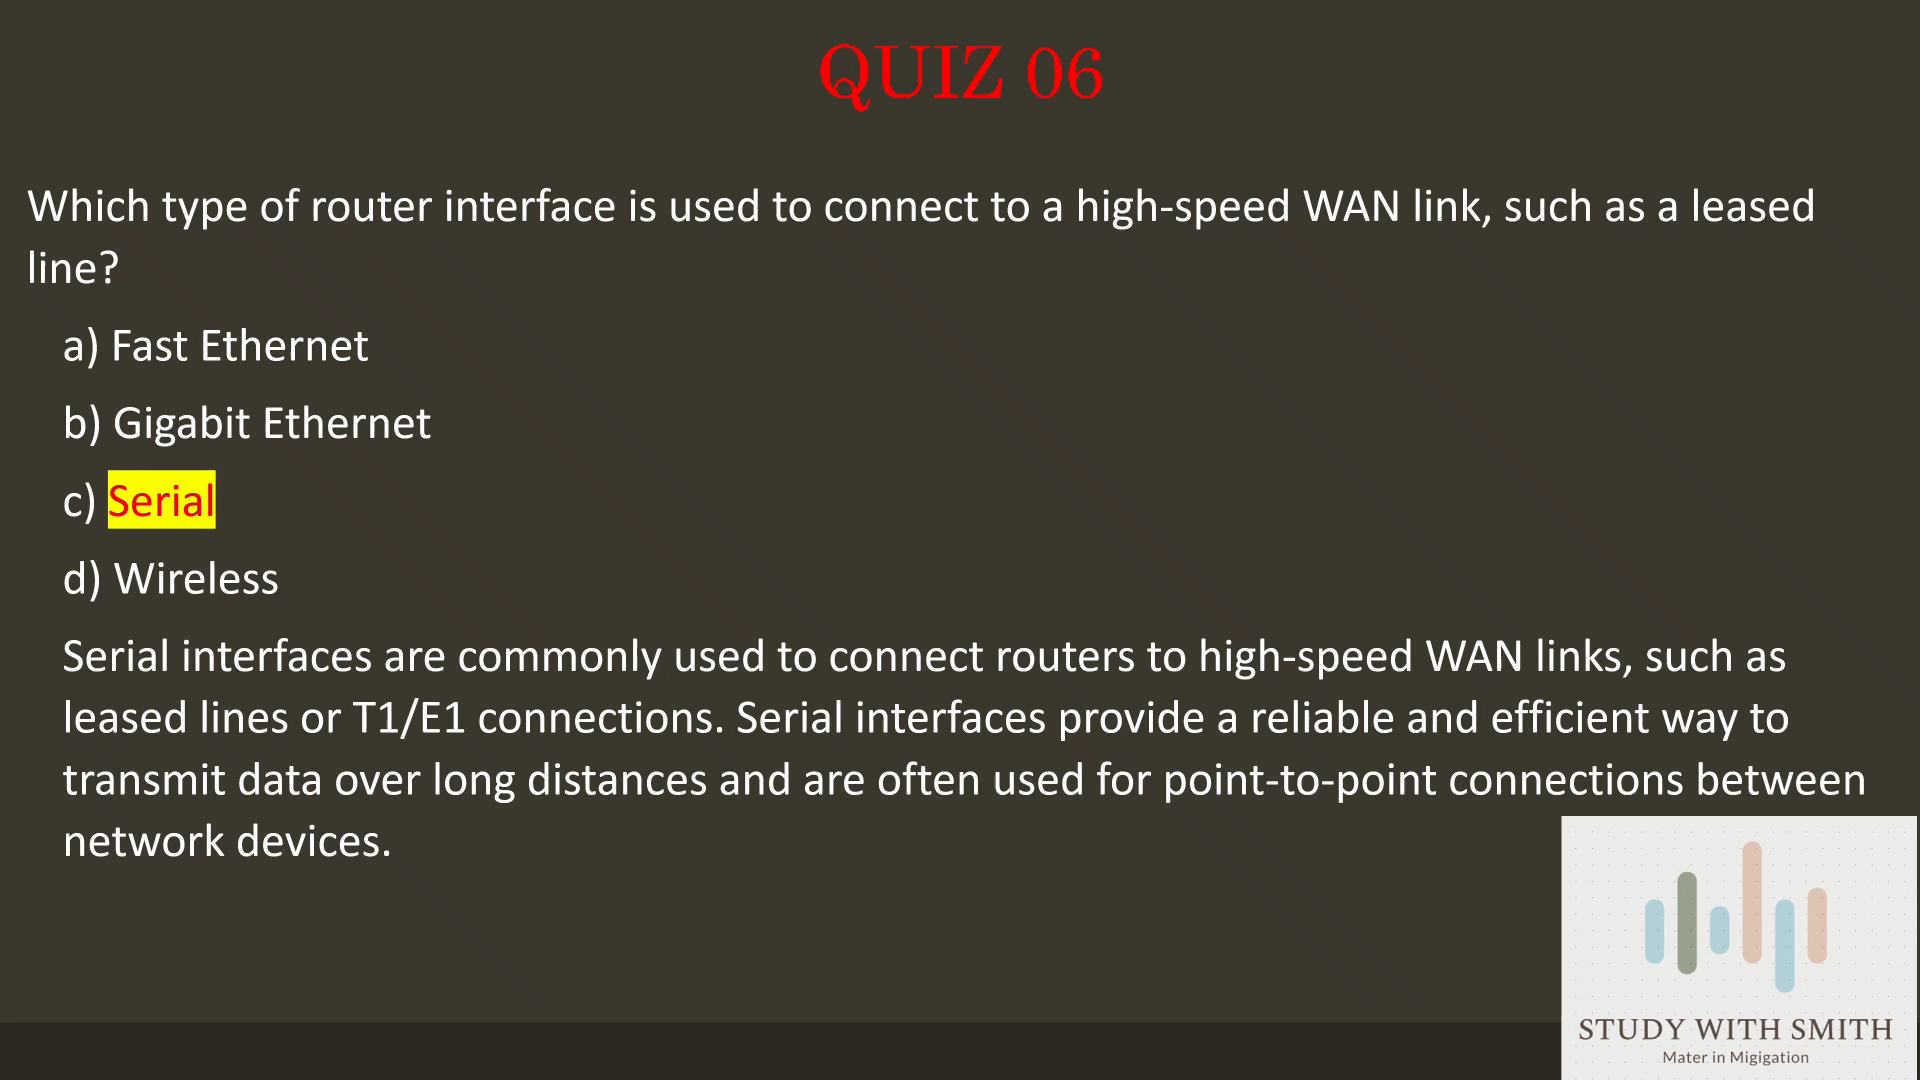 QUIZ 06
Which type of router interface is used to connect to a high-speed WAN link, such as a leased
line?
a) Fast Ethernet
b) Gigabit Ethernet
c) Serial
d) Wireless
Serial interfaces are commonly used to connect routers to high-speed WAN links, such as
leased lines or T1/E1 connections. Serial interfaces provide a reliable and efficient way to
transmit data over long distances and are often used for point-to-point connections between
network devices.
STUDY WITH SMITH
Mater in Migigation